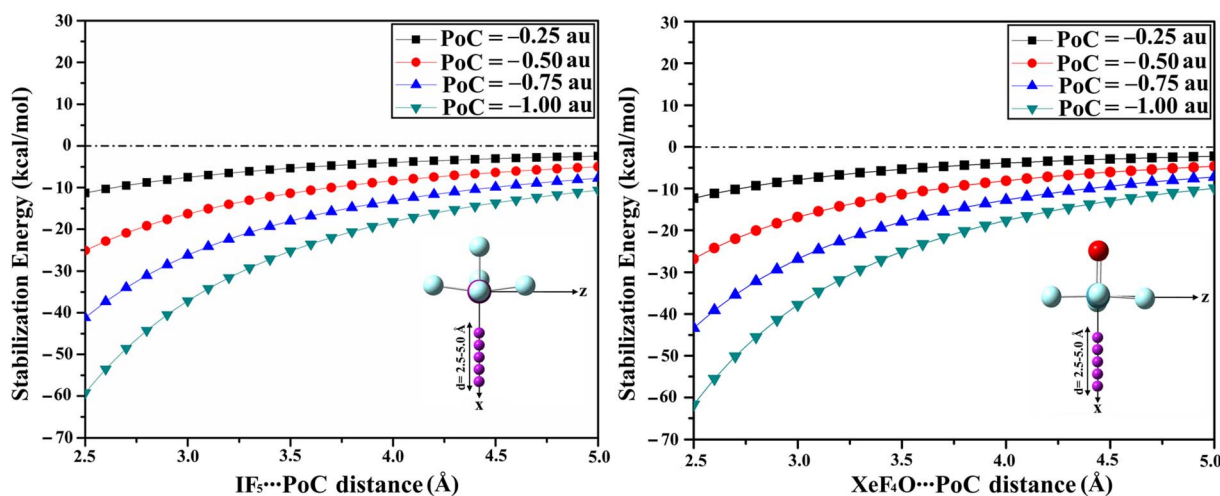 Stabilization Energy (kcal/mol)
30
20
10
0
−10
−20
−30
−40
−50
−60
−70
PoC = −0.25 au
PoC = −0.50 au
PoC = −0.75 au
PoC = −1.00 au
z
d= 2.5-5.0 Å
x
2.5 3.0 3.5 4.0 4.5 5.0
IF₅···PoC distance (Å)
Stabilization Energy (kcal/mol)
30
20
10
0
−10
−20
−30
−40
−50
−60
−70
PoC = −0.25 au
PoC = −0.50 au
PoC = −0.75 au
PoC = −1.00 au
z
d= 2.5-5.0 Å
x
2.5 3.0 3.5 4.0 4.5 5.0
XeF₄O···PoC distance (Å)